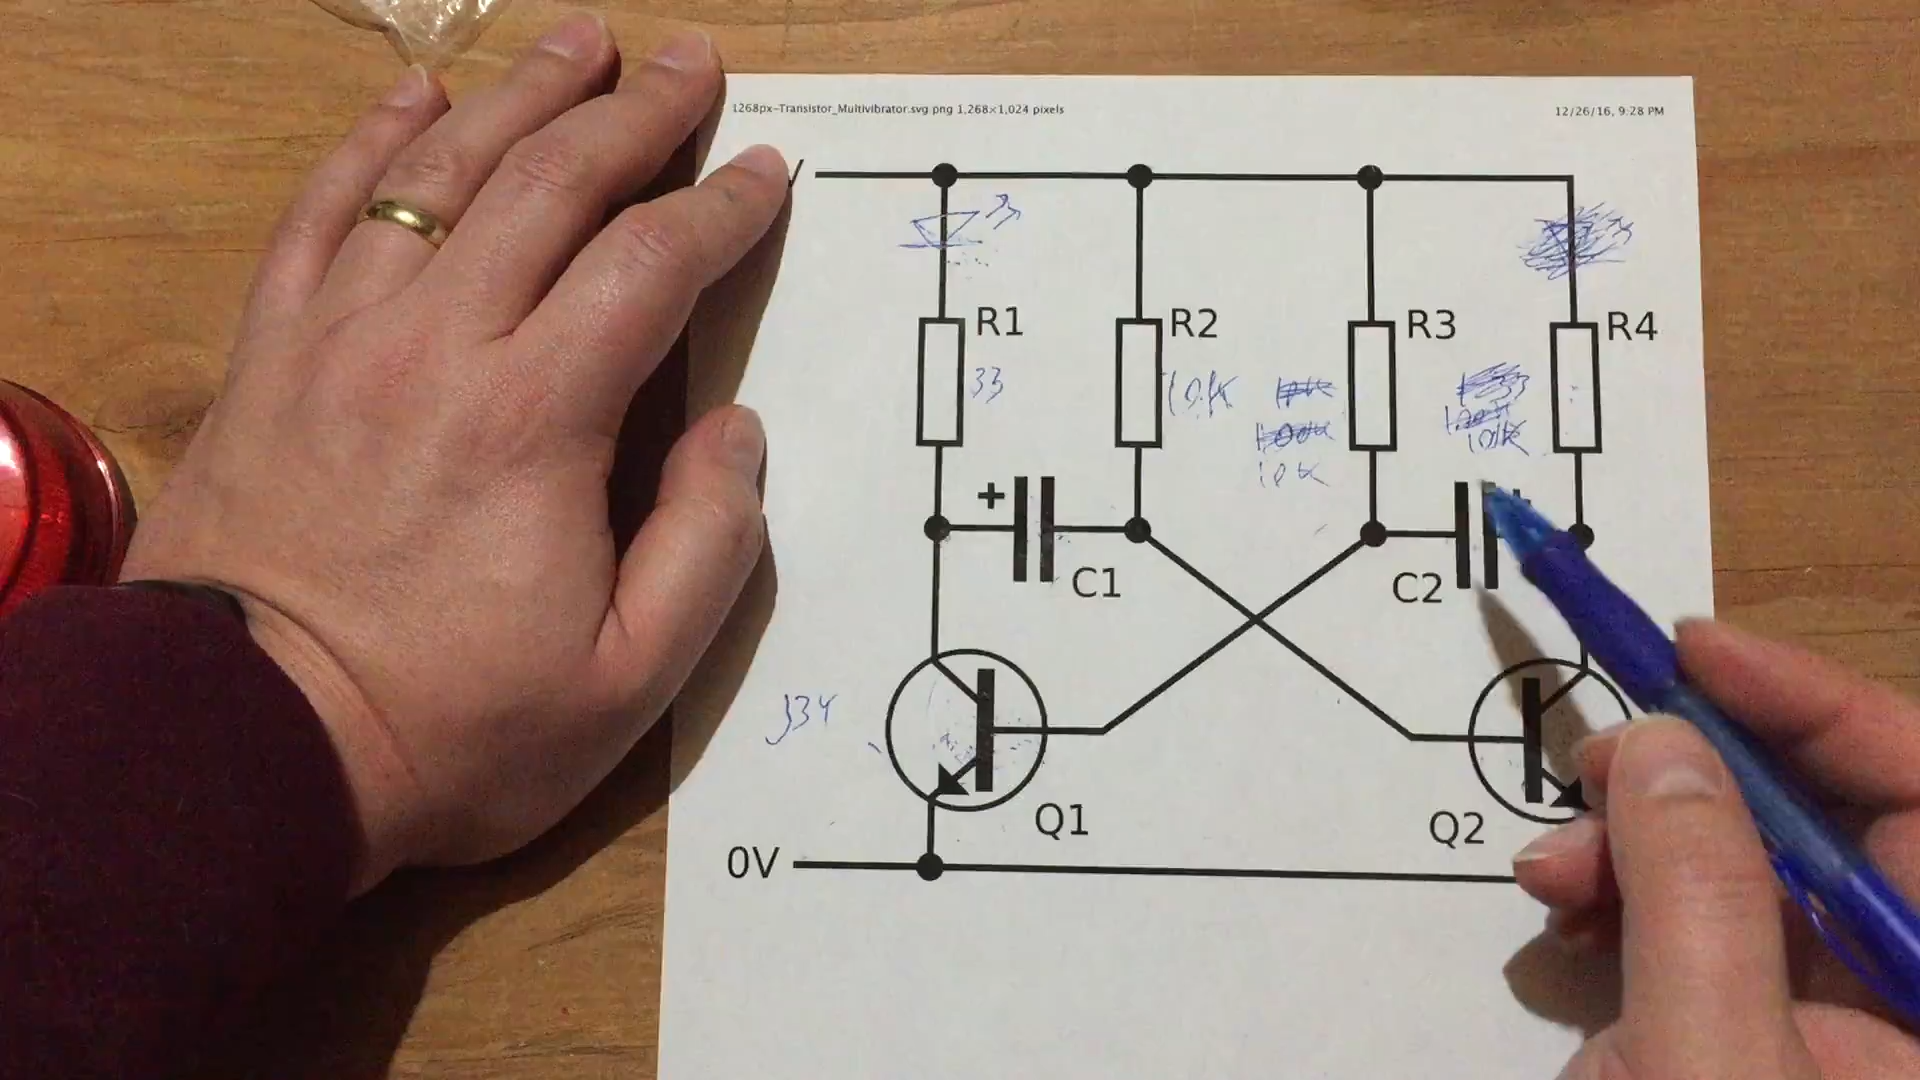 1268px-Transistor_Multivibrator.svg png 1,268×1,024 pixels
12/26/16, 9:28 PM
R1
R2
R3
R4
33
10K
10K
10K
+
C1
C2
Q1
Q2
0V